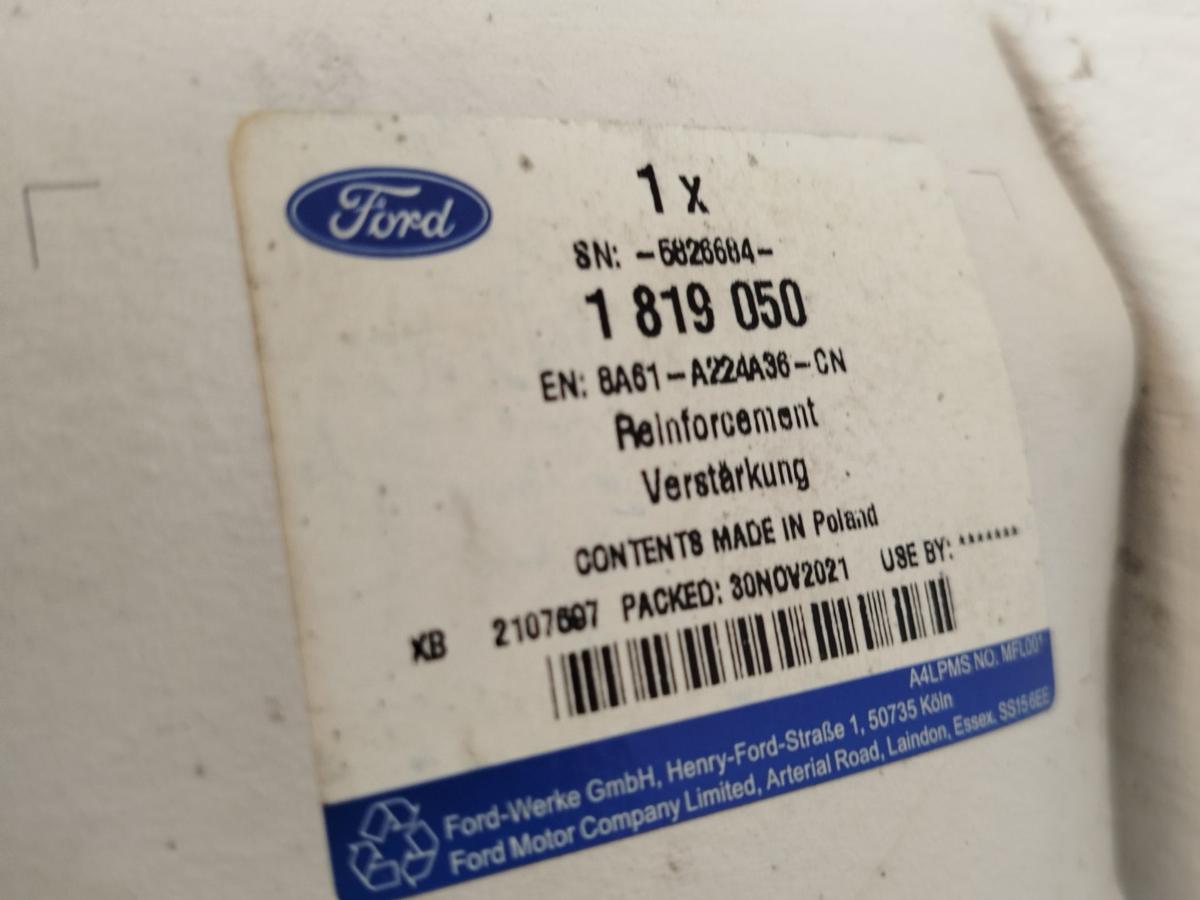 Ford
1 x
SN: -5826684-
1 819 050
EN: 8A61-A224A36-CN
Reinforcement
Verstärkung
CONTENTS MADE IN Poland
XB 2107697 PACKED: 30NOV2021 USE BY: *******
A4LPMS NO. MFL001
Ford-Werke GmbH, Henry-Ford-Straße 1, 50735 Köln
Ford Motor Company Limited, Arterial Road, Laindon, Essex, SS15 6EE